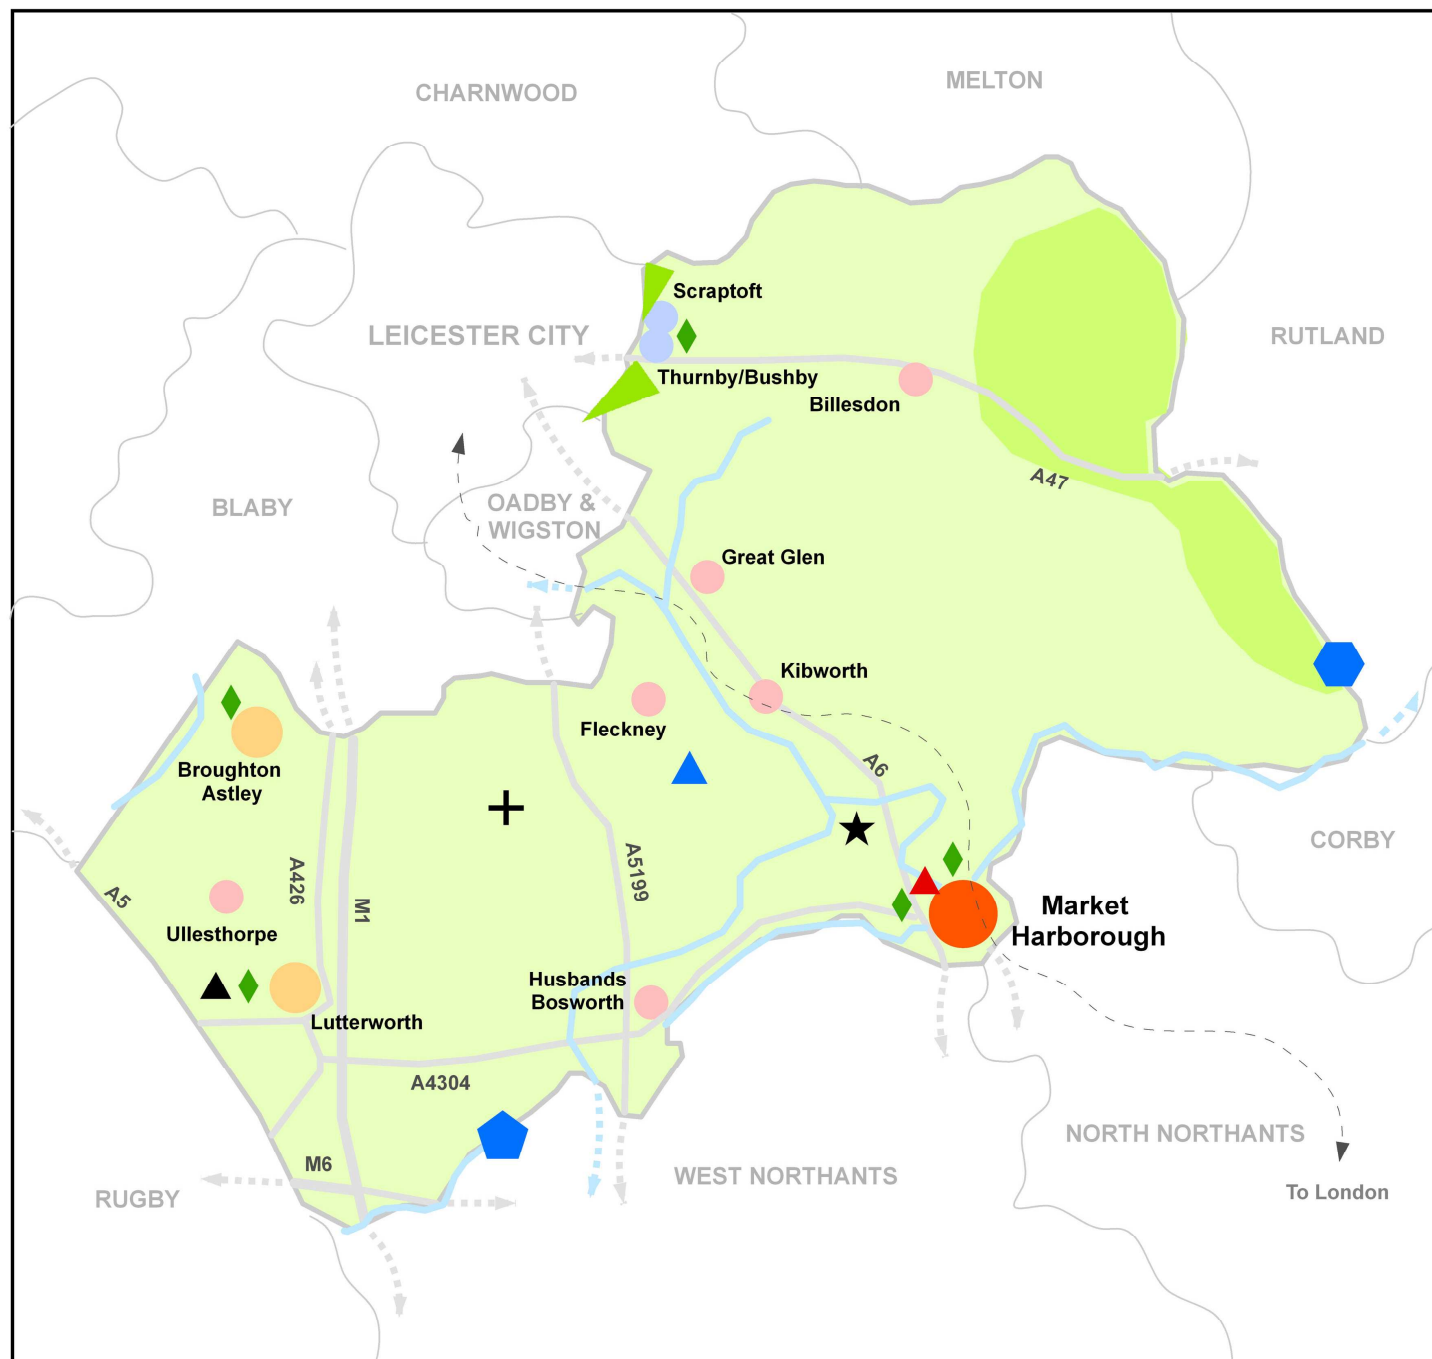 CHARNWOOD
MELTON
Scraptoft
LEICESTER CITY
RUTLAND
Thurnby/Bushby
Billesdon
A47
BLABY
OADBY &
WIGSTON
Great Glen
Kibworth
Fleckney
Broughton
Astley
A6
CORBY
A5
A426
M1
A5199
Ullesthorpe
Market
Harborough
Husbands
Bosworth
Lutterworth
A4304
NORTH NORTHANTS
M6
WEST NORTHANTS
RUGBY
To London